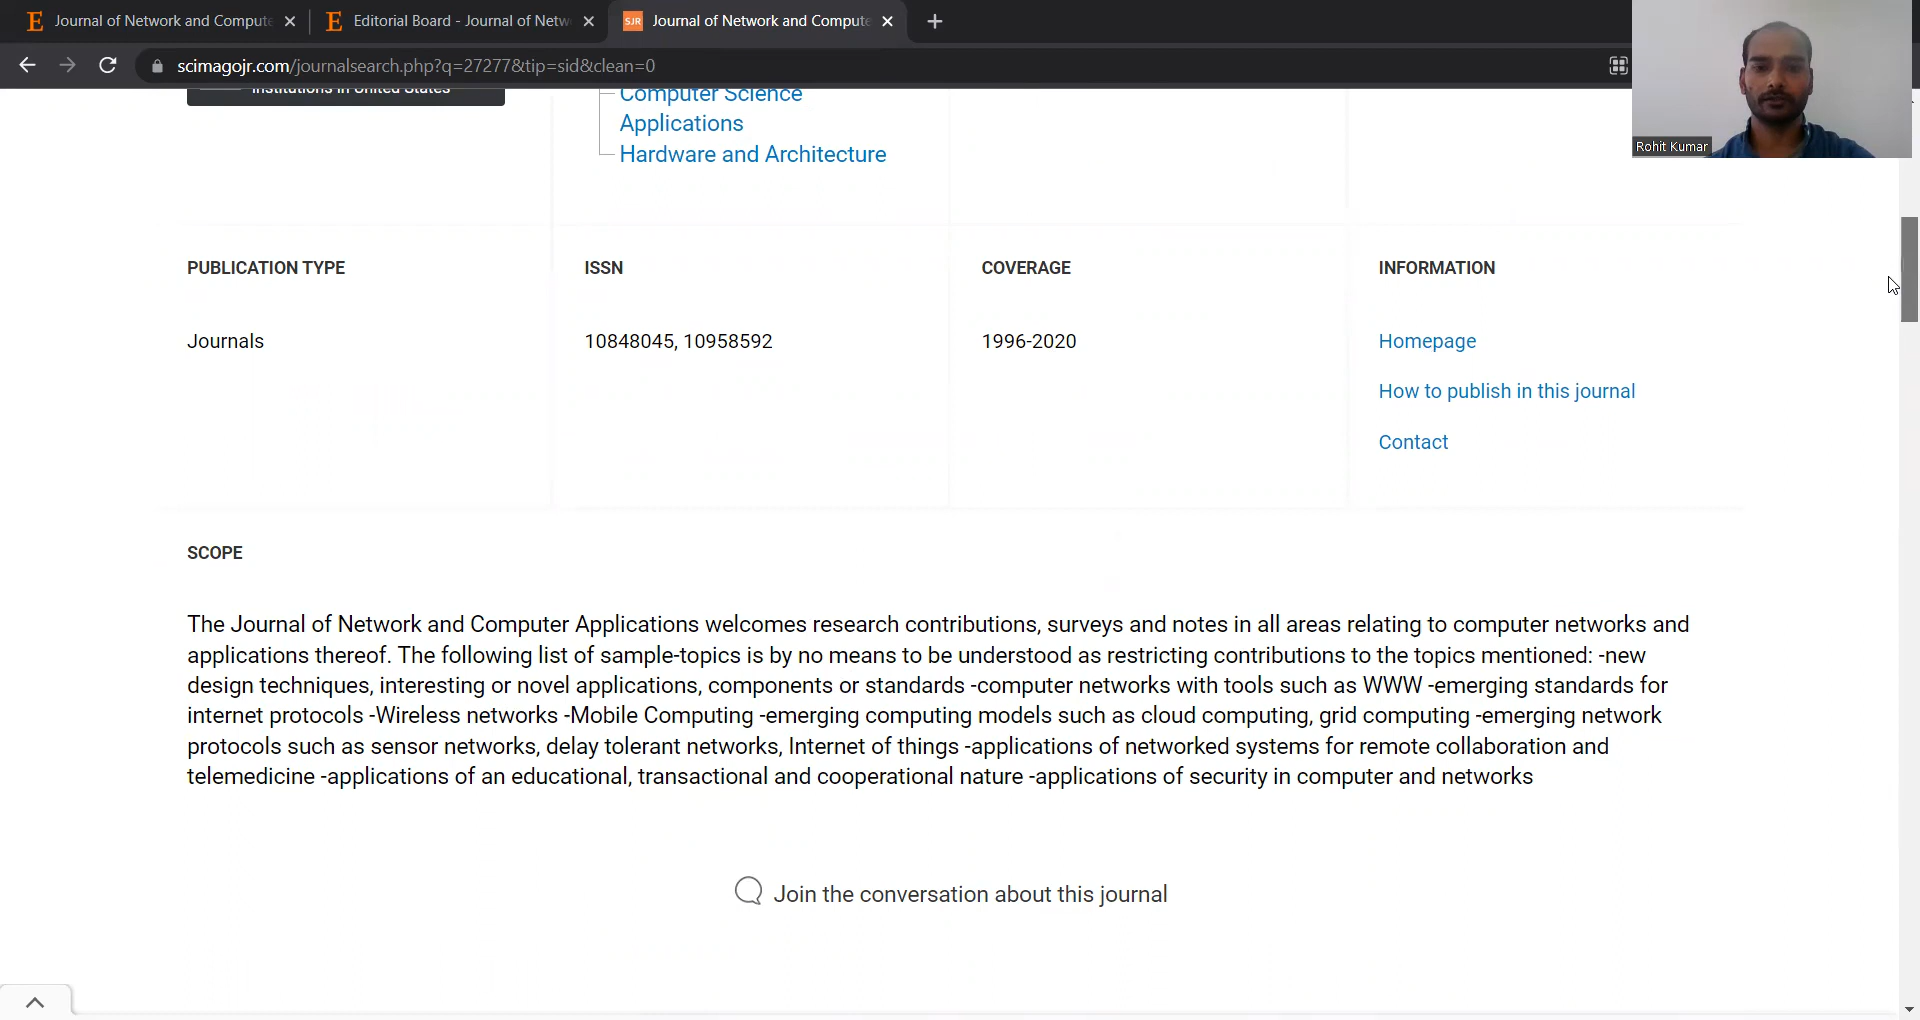 Journal of Network and Compute
Editorial Board - Journal of Netw
SJR Journal of Network and Compute
scimagojr.com/journalsearch.php?q=27277&tip=sid&clean=0
Rohit Kumar
Institutions in United States
Computer Science
Applications
Hardware and Architecture
PUBLICATION TYPE
ISSN
COVERAGE
INFORMATION
Journals
10848045, 10958592
1996-2020
Homepage
How to publish in this journal
Contact
SCOPE
The Journal of Network and Computer Applications welcomes research contributions, surveys and notes in all areas relating to computer networks and
applications thereof. The following list of sample-topics is by no means to be understood as restricting contributions to the topics mentioned: -new
design techniques, interesting or novel applications, components or standards -computer networks with tools such as WWW -emerging standards for
internet protocols -Wireless networks -Mobile Computing -emerging computing models such as cloud computing, grid computing -emerging network
protocols such as sensor networks, delay tolerant networks, Internet of things -applications of networked systems for remote collaboration and
telemedicine -applications of an educational, transactional and cooperational nature -applications of security in computer and networks
Join the conversation about this journal